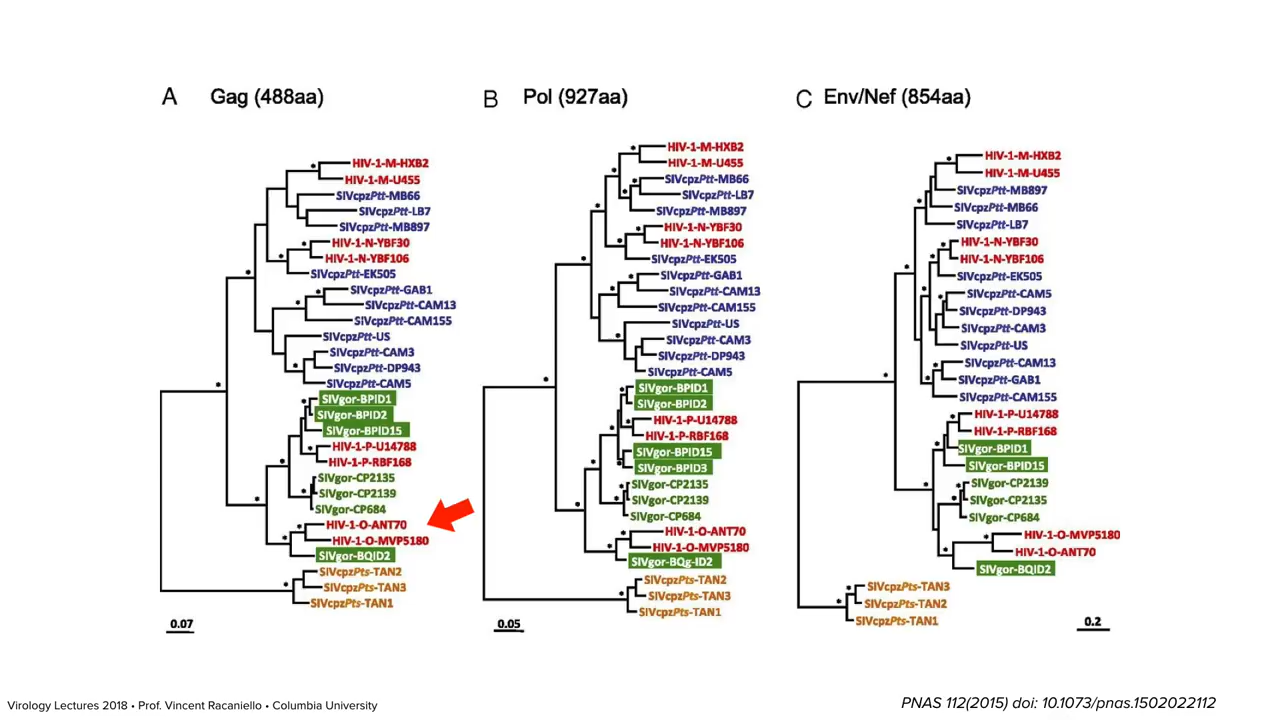 A Gag (488aa)
HIV-1-M-HXB2
HIV-1-M-U455
SIVcpzPtt-MB66
SIVcpzPtt-LB7
SIVcpzPtt-MB897
HIV-1-N-YBF30
HIV-1-N-YBF106
SIVcpzPtt-EK505
SIVcpzPtt-GAB1
SIVcpzPtt-CAM13
SIVcpzPtt-CAM155
SIVcpzPtt-US
SIVcpzPtt-CAM3
SIVcpzPtt-DP943
SIVcpzPtt-CAM5
SIVgor-BPID1
SIVgor-BPID2
SIVgor-BPID15
HIV-1-P-U14788
HIV-1-P-RBF168
SIVgor-CP2135
SIVgor-CP2139
SIVgor-CP684
HIV-1-O-ANT70
HIV-1-O-MVP5180
SIVgor-BQID2
SIVcpzPts-TAN2
SIVcpzPts-TAN3
SIVcpzPts-TAN1
0.07
B Pol (927aa)
HIV-1-M-HXB2
HIV-1-M-U455
SIVcpzPtt-MB66
SIVcpzPtt-LB7
SIVcpzPtt-MB897
HIV-1-N-YBF30
HIV-1-N-YBF106
SIVcpzPtt-EK505
SIVcpzPtt-GAB1
SIVcpzPtt-CAM13
SIVcpzPtt-CAM155
SIVcpzPtt-US
SIVcpzPtt-CAM3
SIVcpzPtt-DP943
SIVcpzPtt-CAM5
SIVgor-BPID1
SIVgor-BPID2
HIV-1-P-U14788
HIV-1-P-RBF168
SIVgor-BPID15
SIVgor-BPID3
SIVgor-CP2135
SIVgor-CP2139
SIVgor-CP684
HIV-1-O-ANT70
HIV-1-O-MVP5180
SIVgor-BQg-ID2
SIVcpzPts-TAN2
SIVcpzPts-TAN3
SIVcpzPts-TAN1
0.05
C Env/Nef (854aa)
HIV-1-M-HXB2
HIV-1-M-U455
SIVcpzPtt-MB897
SIVcpzPtt-MB66
SIVcpzPtt-LB7
HIV-1-N-YBF30
HIV-1-N-YBF106
SIVcpzPtt-EK505
SIVcpzPtt-CAM5
SIVcpzPtt-DP943
SIVcpzPtt-CAM3
SIVcpzPtt-US
SIVcpzPtt-CAM13
SIVcpzPtt-GAB1
SIVcpzPtt-CAM155
HIV-1-P-U14788
HIV-1-P-RBF168
SIVgor-BPID1
SIVgor-BPID15
SIVgor-CP2139
SIVgor-CP2135
SIVgor-CP684
HIV-1-O-MVP5180
HIV-1-O-ANT70
SIVgor-BQID2
SIVcpzPts-TAN3
SIVcpzPts-TAN2
SIVcpzPts-TAN1
0.2
Virology Lectures 2018 • Prof. Vincent Racaniello • Columbia University
PNAS 112(2015) doi: 10.1073/pnas.1502022112